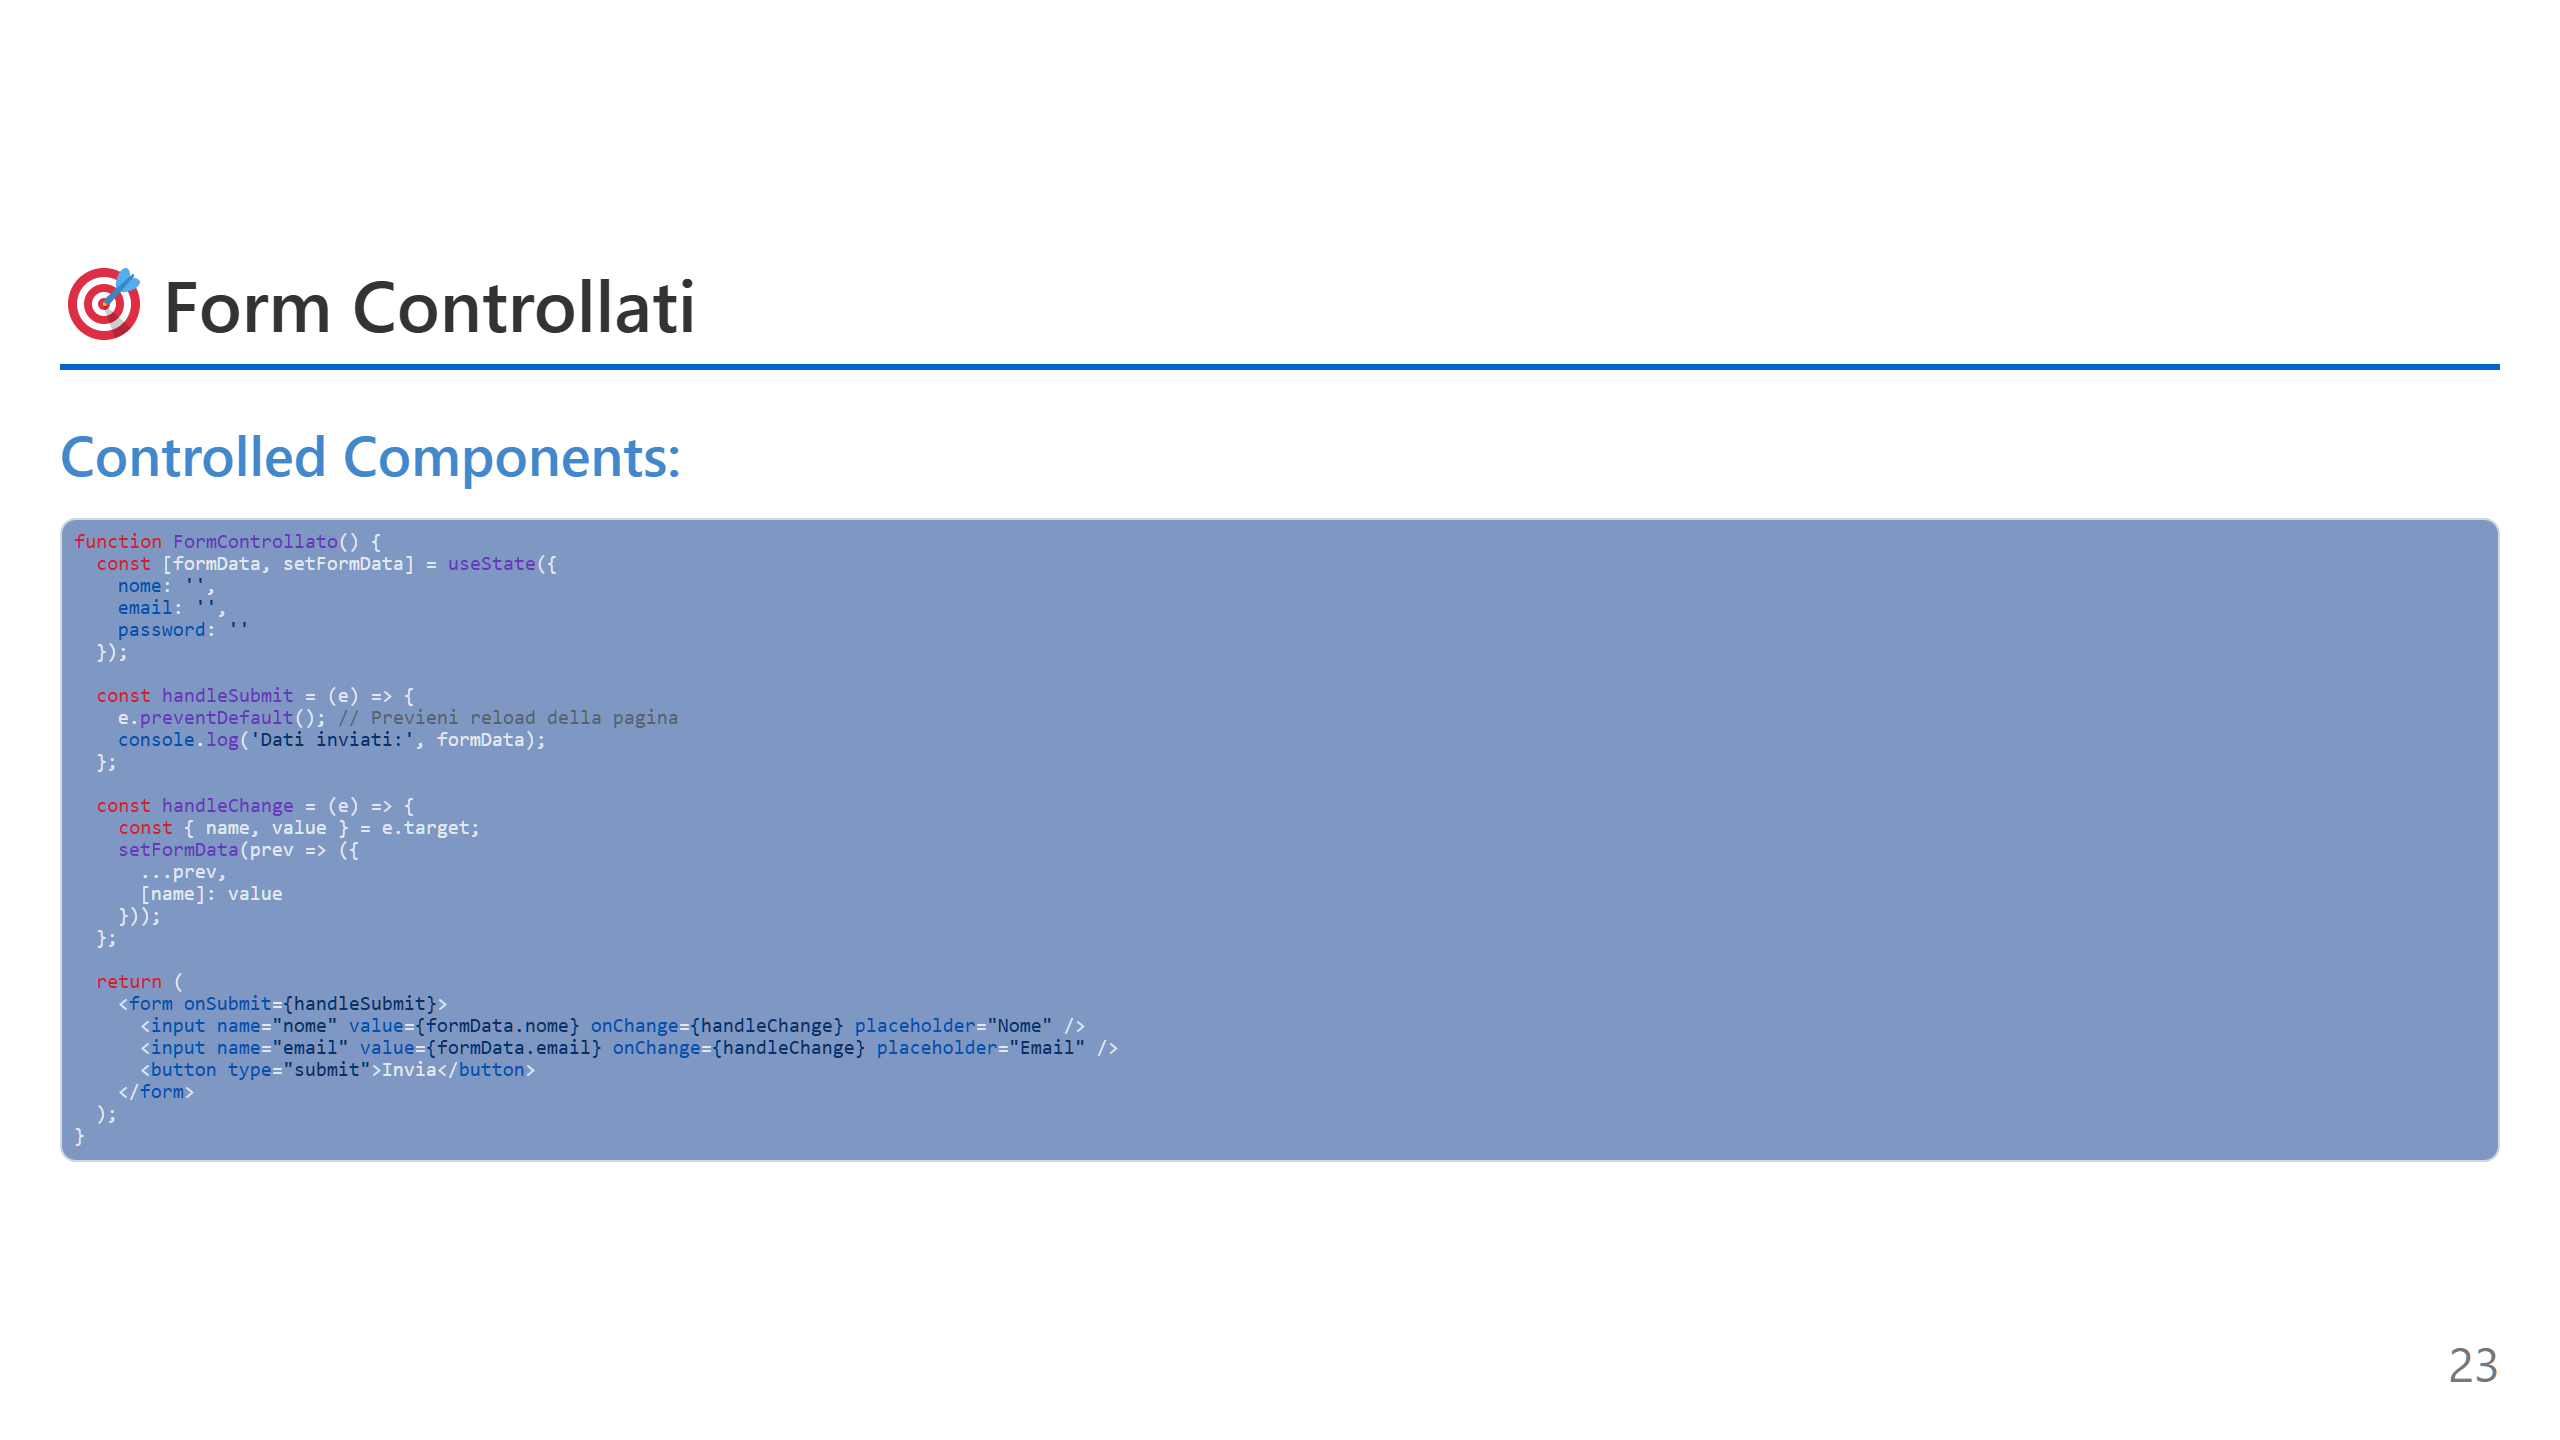 🎯 Form Controllati
Controlled Components:
function FormControllato() {
  const [formData, setFormData] = useState({
    nome: '',
    email: '',
    password: ''
  });

  const handleSubmit = (e) => {
    e.preventDefault(); // Previeni reload della pagina
    console.log('Dati inviati:', formData);
  };

  const handleChange = (e) => {
    const { name, value } = e.target;
    setFormData(prev => ({
      ...prev,
      [name]: value
    }));
  };

  return (
    <form onSubmit={handleSubmit}>
      <input name="nome" value={formData.nome} onChange={handleChange} placeholder="Nome" />
      <input name="email" value={formData.email} onChange={handleChange} placeholder="Email" />
      <button type="submit">Invia</button>
    </form>
  );
}
23